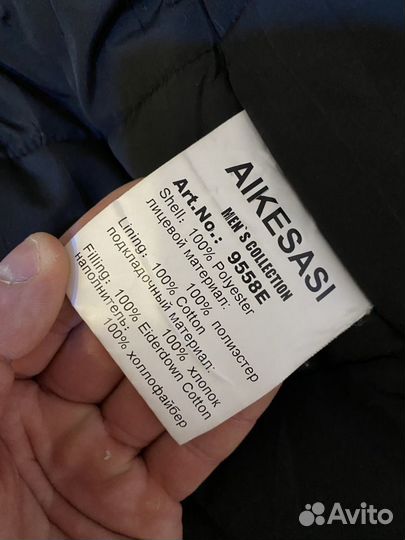 AIKESASI
MEN`S COLLECTION
Art.No.: 9558E
Shell: 100% Polyester
лицевой материал:
100% полиэстер
Lining: 100% Cotton
подкладочный материал:
100% хлопок
Filling: 100% Eiderdown Cotton
наполнитель:
100% холлофайбер
Avito